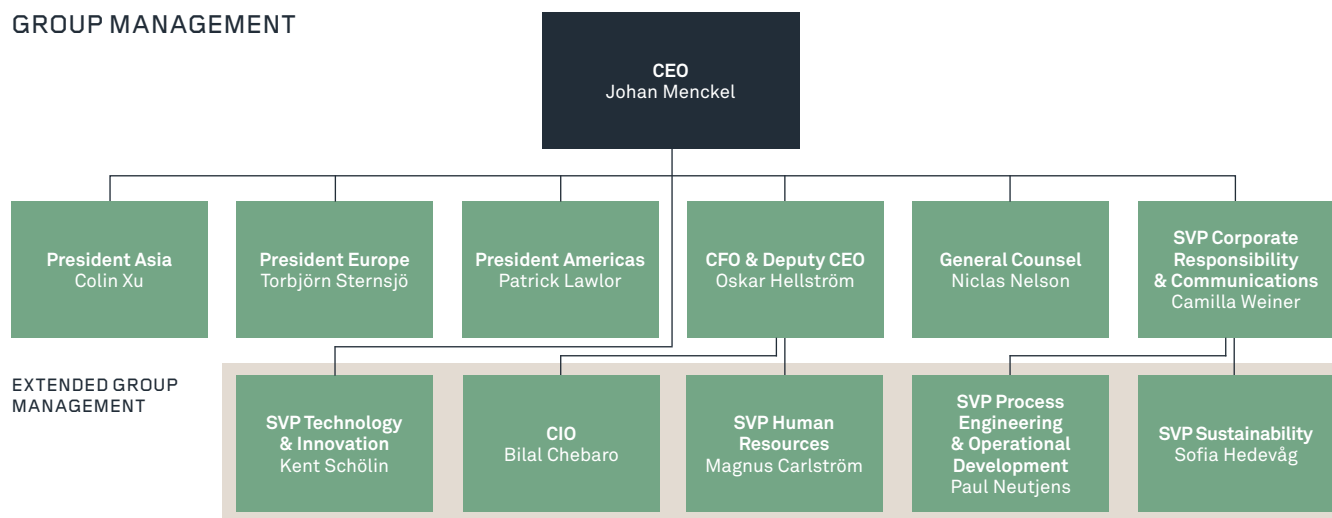 GROUP MANAGEMENT
CEO
Johan Menckel
President Asia
Colin Xu
President Europe
Torbjörn Sternsjö
President Americas
Patrick Lawlor
CFO & Deputy CEO
Oskar Hellström
General Counsel
Niclas Nelson
SVP Corporate
Responsibility
& Communications
Camilla Weiner
EXTENDED GROUP
MANAGEMENT
SVP Technology
& Innovation
Kent Schölin
CIO
Bilal Chebaro
SVP Human
Resources
Magnus Carlström
SVP Process
Engineering
& Operational
Development
Paul Neutjens
SVP Sustainability
Sofia Hedevåg